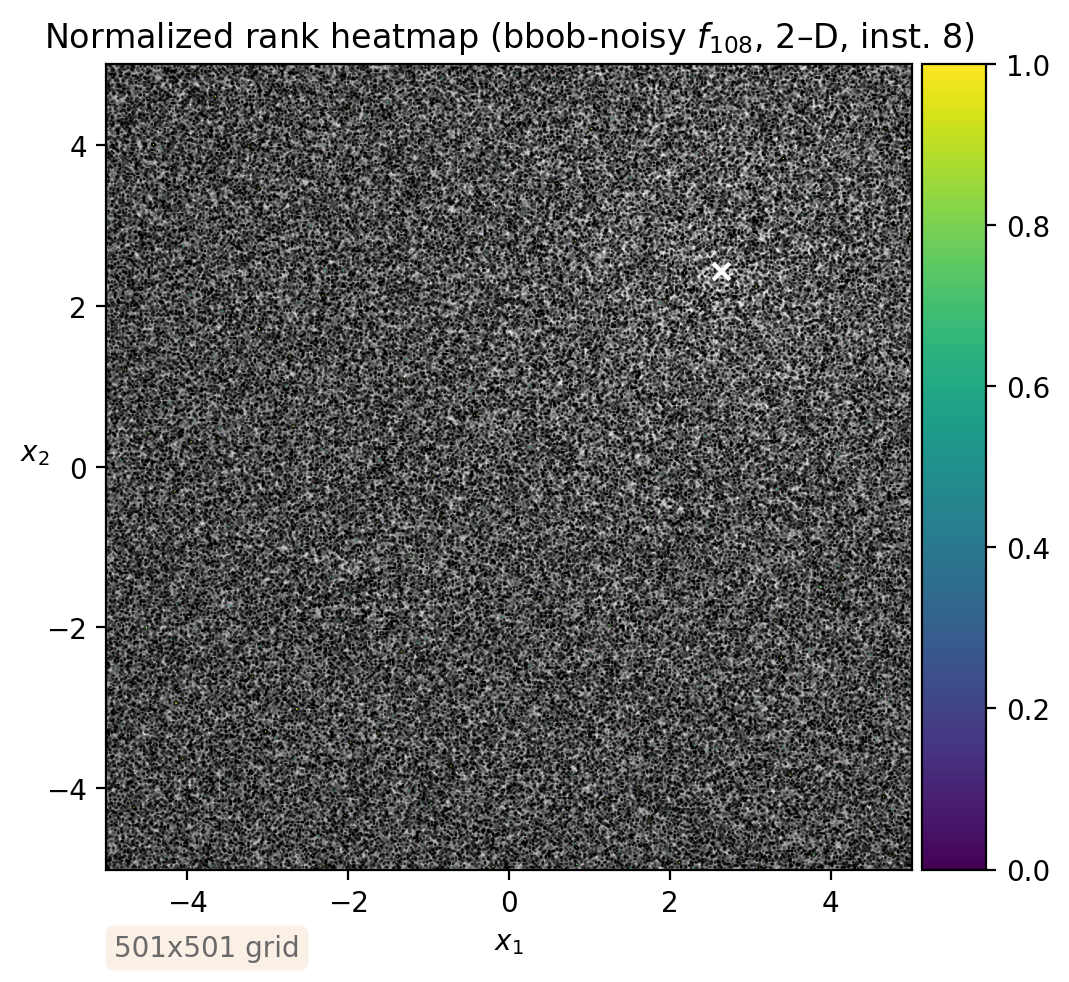 Normalized rank heatmap (bbob-noisy f₁₀₈, 2–D, inst. 8)
1.0
0.8
0.6
0.4
0.2
0.0
4
2
0
−2
−4
x₂
−4 −2 0 2 4
x₁
501x501 grid